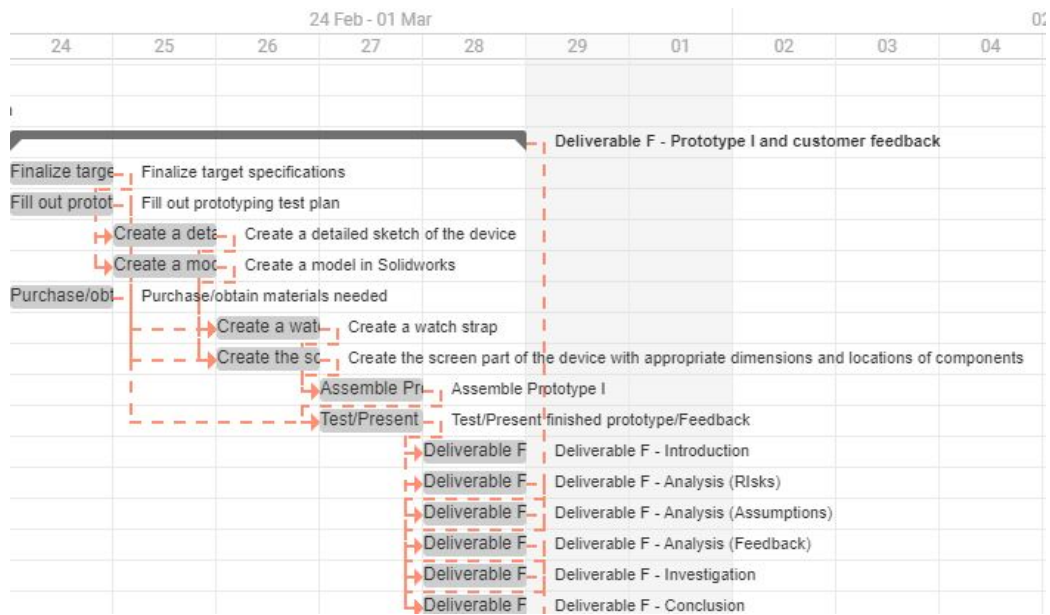 24 Feb - 01 Mar
02
24 25 26 27 28 29 01 02 03 04
Deliverable F - Prototype I and customer feedback
Finalize targe Finalize target specifications
Fill out protot Fill out prototyping test plan
Create a deta Create a detailed sketch of the device
Create a mod Create a model in Solidworks
Purchase/obt Purchase/obtain materials needed
Create a wat Create a watch strap
Create the sc Create the screen part of the device with appropriate dimensions and locations of components
Assemble Pr Assemble Prototype I
Test/Present Test/Present finished prototype/Feedback
Deliverable F Deliverable F - Introduction
Deliverable F Deliverable F - Analysis (RIsks)
Deliverable F Deliverable F - Analysis (Assumptions)
Deliverable F Deliverable F - Analysis (Feedback)
Deliverable F Deliverable F - Investigation
Deliverable F Deliverable F - Conclusion